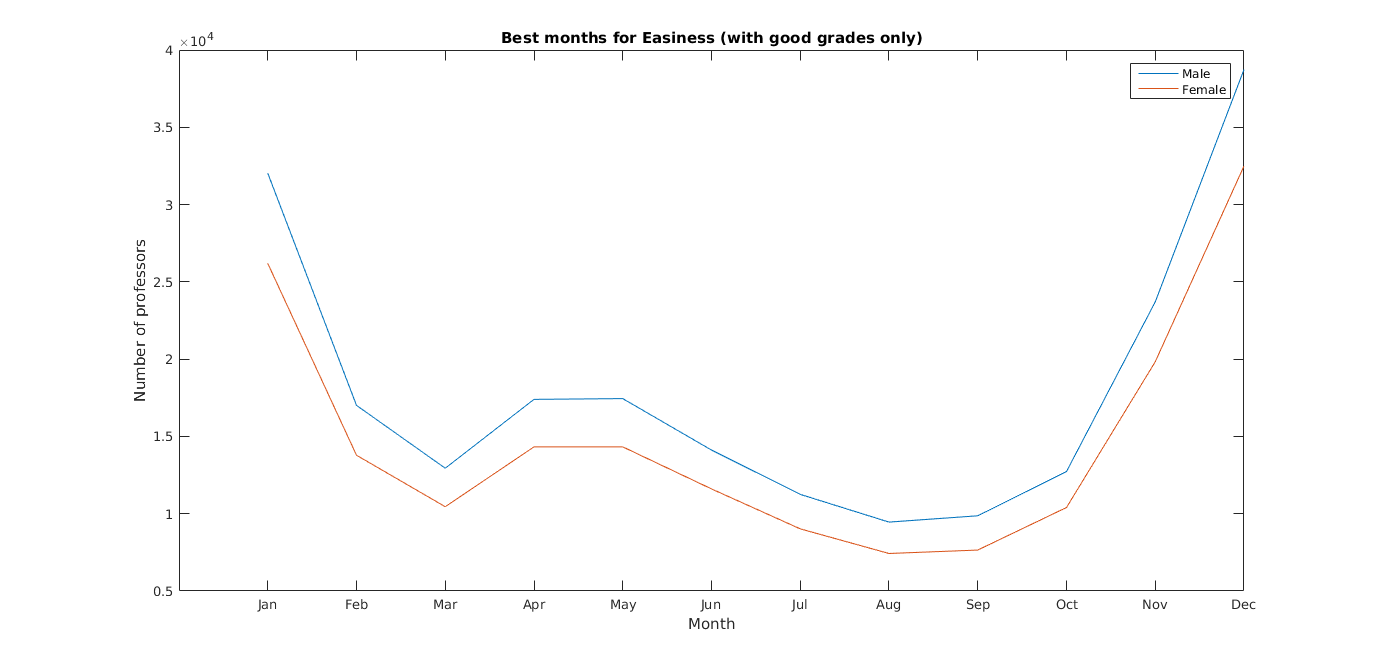 Best months for Easiness (with good grades only)
×10^4
4
3.5
3
2.5
2
1.5
1
0.5
Number of professors
Male
Female
Jan Feb Mar Apr May Jun Jul Aug Sep Oct Nov Dec
Month